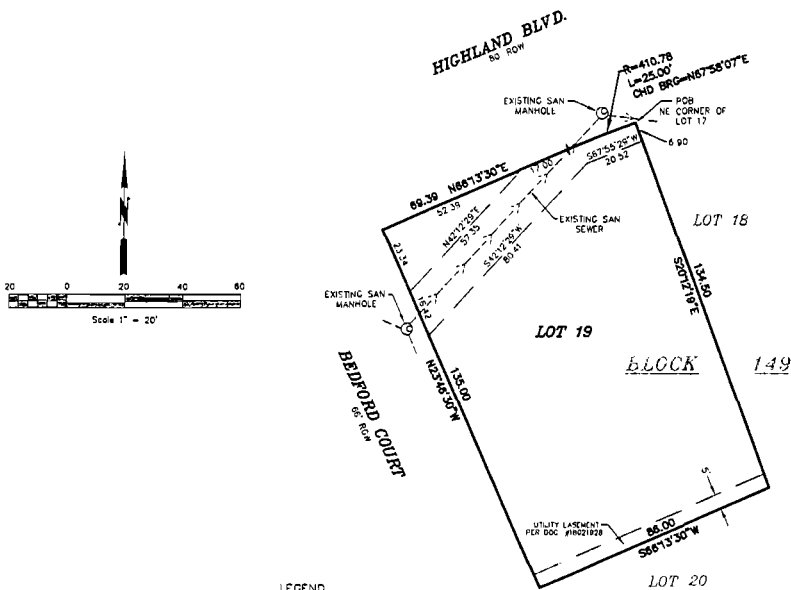 HIGHLAND BLVD.
80 ROW
R=410.78
L=25.00'
CHD BRG=N67°58'07"E
EXISTING SAN
MANHOLE
POB
NE CORNER OF
LOT 17
6.90
S67°55'29"W
20.52
17.00
69.39 N66°13'30"E
52.39
N42°12'29"E
57.35
S42°12'29"W
80.41
EXISTING SAN
SEWER
23.34
16.42
EXISTING SAN
MANHOLE
LOT 18
134.50
S20°12'19"E
N
20 0 20 40 60
Scale 1" = 20'
LOT 19
BLOCK 149
BEDFORD COURT
66' ROW
135.00
N23°46'30"W
5'
UTILITY EASEMENT
PER DOC #18021928
86.00
S66°13'30"W
LOT 20
LEGEND